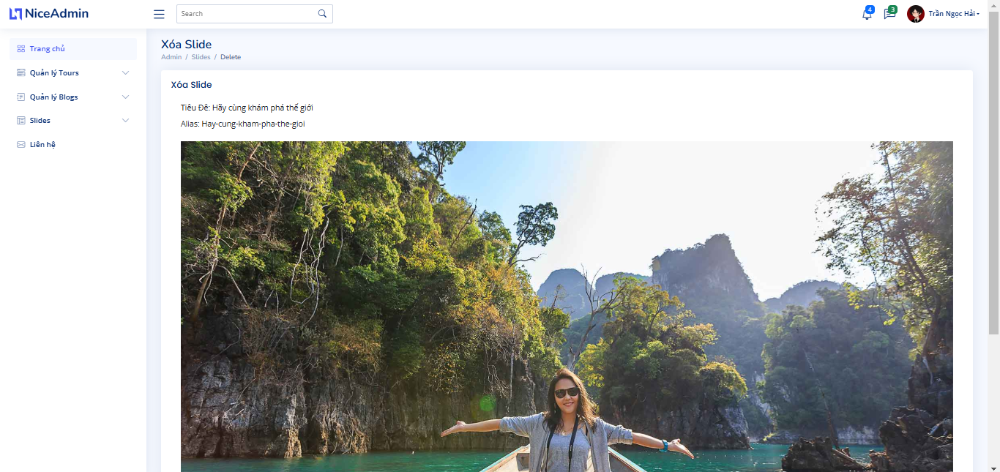 NiceAdmin
Search
4
3
Trần Ngọc Hải
Trang chủ
Quản lý Tours
Quản lý Blogs
Slides
Liên hệ
Xóa Slide
Admin / Slides / Delete
Xóa Slide
Tiêu Đề: Hãy cùng khám phá thế giới
Alias: Hay-cung-kham-pha-the-gioi